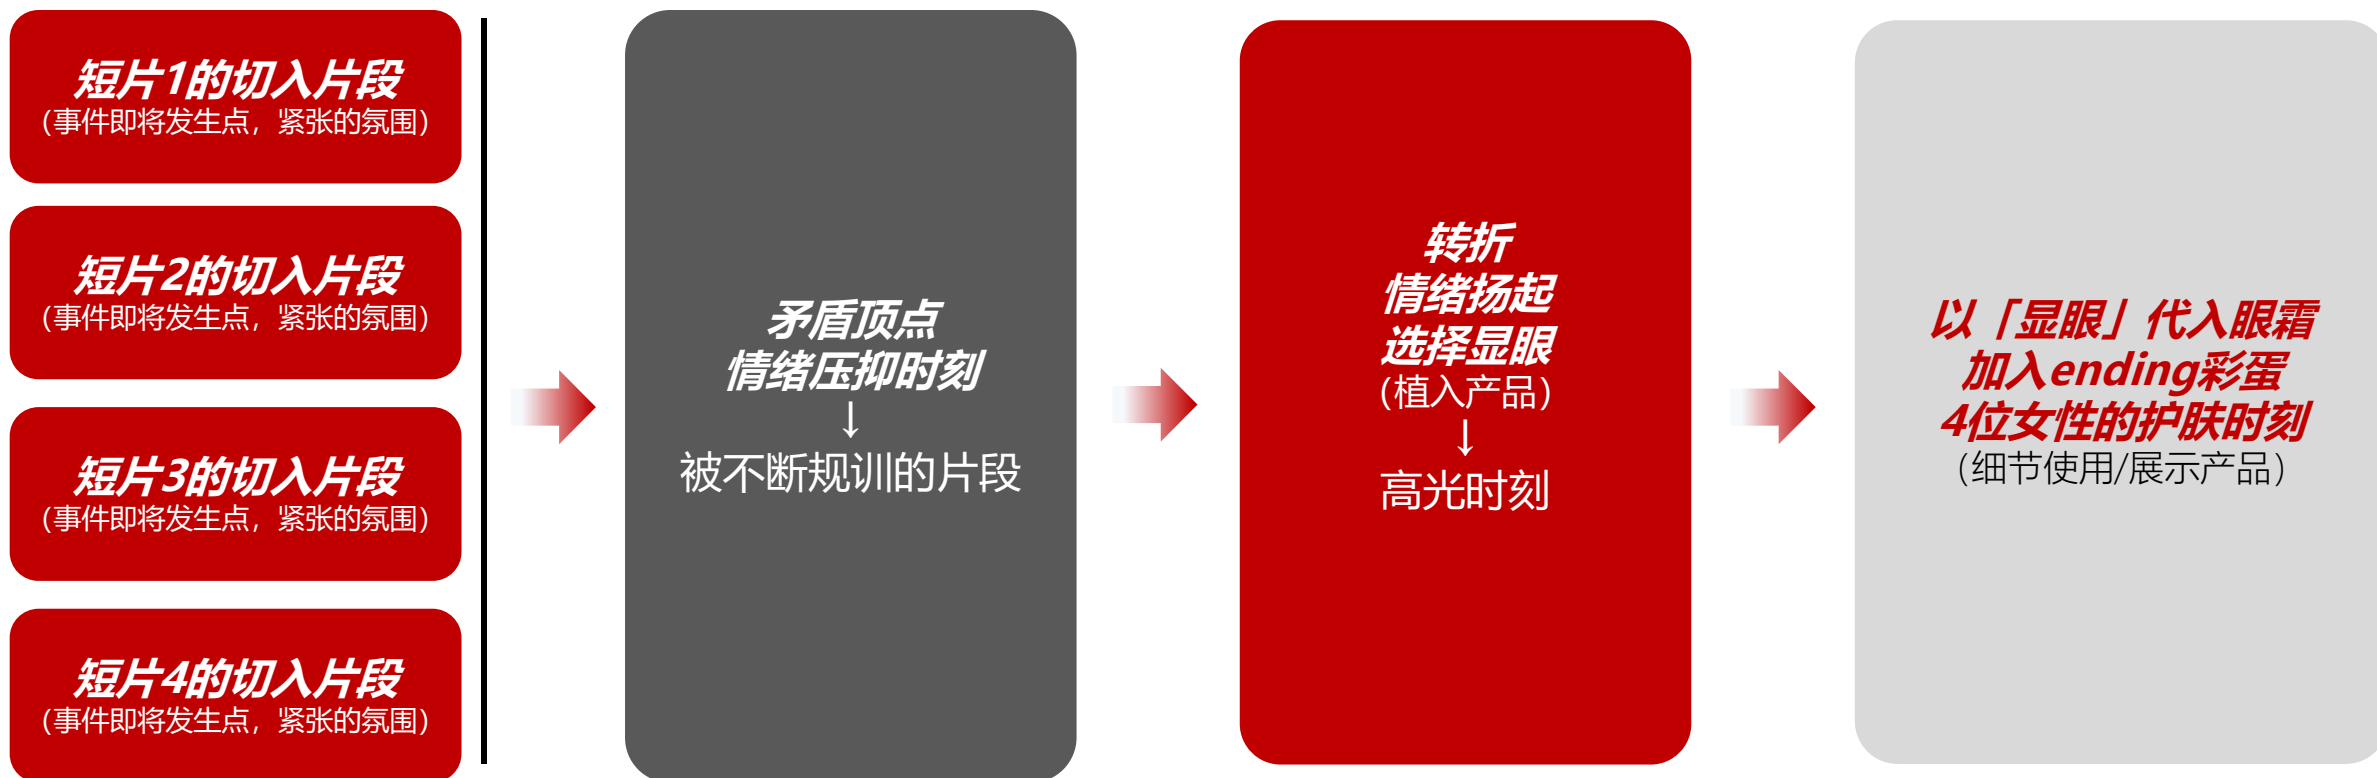 短片1的切入片段
（事件即将发生点，紧张的氛围）
短片2的切入片段
（事件即将发生点，紧张的氛围）
短片3的切入片段
（事件即将发生点，紧张的氛围）
短片4的切入片段
（事件即将发生点，紧张的氛围）
矛盾顶点
情绪压抑时刻
↓
被不断规训的片段
转折
情绪扬起
选择显眼
（植入产品）
↓
高光时刻
以「显眼」代入眼霜
加入ending彩蛋
4位女性的护肤时刻
（细节使用/展示产品）